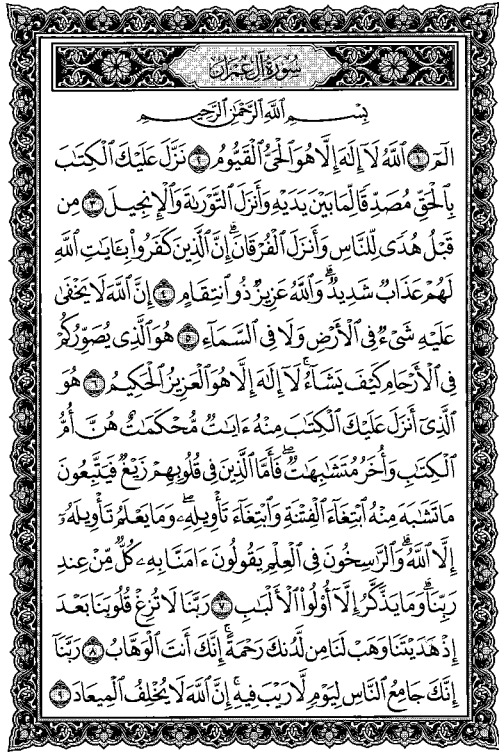 سُورَةُ آلِ عِمْرَانَ
بِسْمِ ٱللَّهِ ٱلرَّحْمَٰنِ ٱلرَّحِيمِ
الٓمٓ ١ ٱللَّهُ لَآ إِلَٰهَ إِلَّا هُوَ ٱلْحَىُّ ٱلْقَيُّومُ ٢ نَزَّلَ عَلَيْكَ ٱلْكِتَٰبَ
بِٱلْحَقِّ مُصَدِّقًا لِّمَا بَيْنَ يَدَيْهِ وَأَنزَلَ ٱلتَّوْرَىٰةَ وَٱلْإِنجِيلَ ٣ مِن
قَبْلُ هُدًى لِّلنَّاسِ وَأَنزَلَ ٱلْفُرْقَانَ ۗ إِنَّ ٱلَّذِينَ كَفَرُوا۟ بِـَٔايَٰتِ ٱللَّهِ
لَهُمْ عَذَابٌ شَدِيدٌ ۗ وَٱللَّهُ عَزِيزٌ ذُو ٱنتِقَامٍ ٤ إِنَّ ٱللَّهَ لَا يَخْفَىٰ
عَلَيْهِ شَىْءٌ فِى ٱلْأَرْضِ وَلَا فِى ٱلسَّمَآءِ ٥ هُوَ ٱلَّذِى يُصَوِّرُكُمْ
فِى ٱلْأَرْحَامِ كَيْفَ يَشَآءُ ۚ لَآ إِلَٰهَ إِلَّا هُوَ ٱلْعَزِيزُ ٱلْحَكِيمُ ٦ هُوَ
ٱلَّذِىٓ أَنزَلَ عَلَيْكَ ٱلْكِتَٰبَ مِنْهُ ءَايَٰتٌ مُّحْكَمَٰتٌ هُنَّ أُمُّ
ٱلْكِتَٰبِ وَأُخَرُ مُتَشَٰبِهَٰتٌ ۖ فَأَمَّا ٱلَّذِينَ فِى قُلُوبِهِمْ زَيْغٌ فَيَتَّبِعُونَ
مَا تَشَٰبَهَ مِنْهُ ٱبْتِغَآءَ ٱلْفِتْنَةِ وَٱبْتِغَآءَ تَأْوِيلِهِۦ ۗ وَمَا يَعْلَمُ تَأْوِيلَهُۥٓ
إِلَّا ٱللَّهُ ۗ وَٱلرَّٰسِخُونَ فِى ٱلْعِلْمِ يَقُولُونَ ءَامَنَّا بِهِۦ كُلٌّ مِّنْ عِندِ
رَبِّنَا ۗ وَمَا يَذَّكَّرُ إِلَّآ أُو۟لُوا۟ ٱلْأَلْبَٰبِ ٧ رَبَّنَا لَا تُزِغْ قُلُوبَنَا بَعْدَ
إِذْ هَدَيْتَنَا وَهَبْ لَنَا مِن لَّدُنكَ رَحْمَةً ۚ إِنَّكَ أَنتَ ٱلْوَهَّابُ ٨ رَبَّنَآ
إِنَّكَ جَامِعُ ٱلنَّاسِ لِيَوْمٍ لَّا رَيْبَ فِيهِ ۚ إِنَّ ٱللَّهَ لَا يُخْلِفُ ٱلْمِيعَادَ ٩